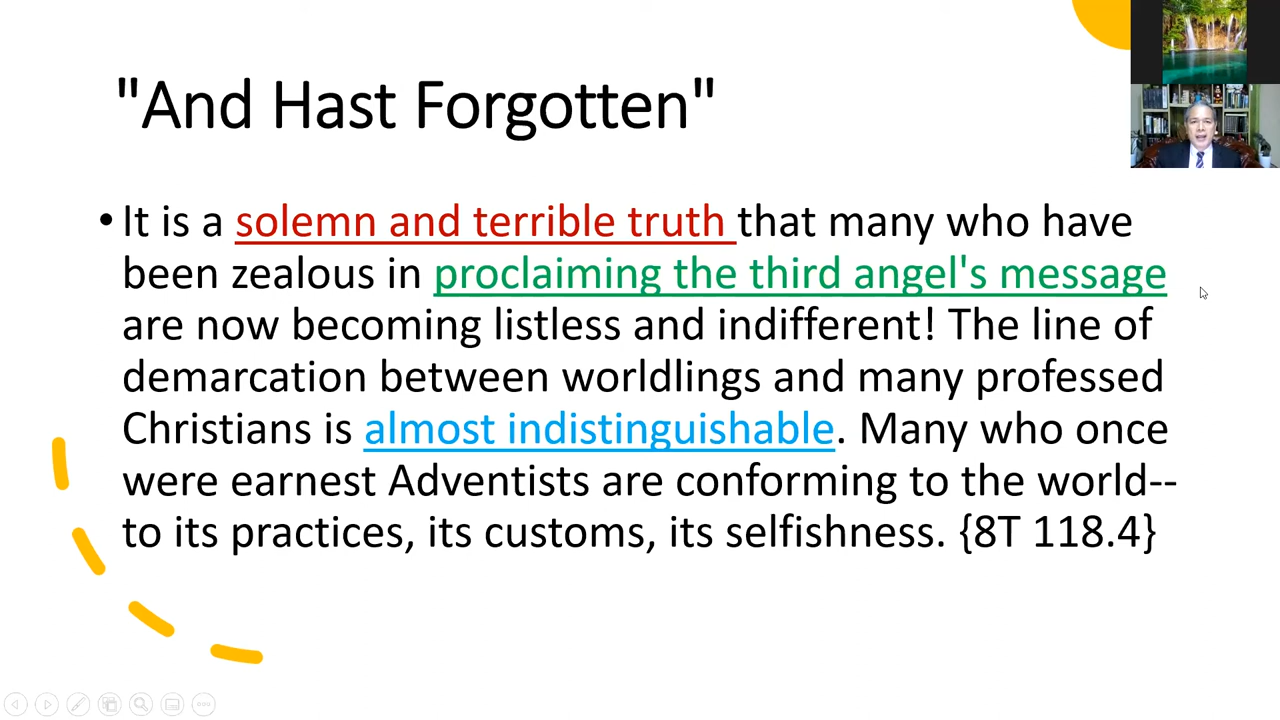 "And Hast Forgotten"
• It is a solemn and terrible truth that many who have
been zealous in proclaiming the third angel's message
are now becoming listless and indifferent! The line of
demarcation between worldlings and many professed
Christians is almost indistinguishable. Many who once
were earnest Adventists are conforming to the world--
to its practices, its customs, its selfishness. {8T 118.4}